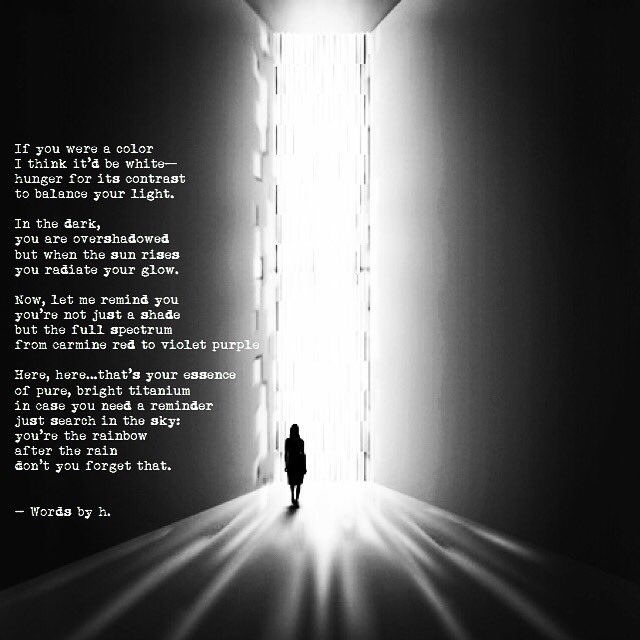 If you were a color
I think it'd be white—
hunger for its contrast
to balance your light.
In the dark,
you are overshadowed
but when the sun rises
you radiate your glow.
Now, let me remind you
you're not just a shade
but the full spectrum
from carmine red to violet purple
Here, here...that's your essence
of pure, bright titanium
in case you need a reminder
just search in the sky:
you're the rainbow
after the rain
don't you forget that.
— Words by h.